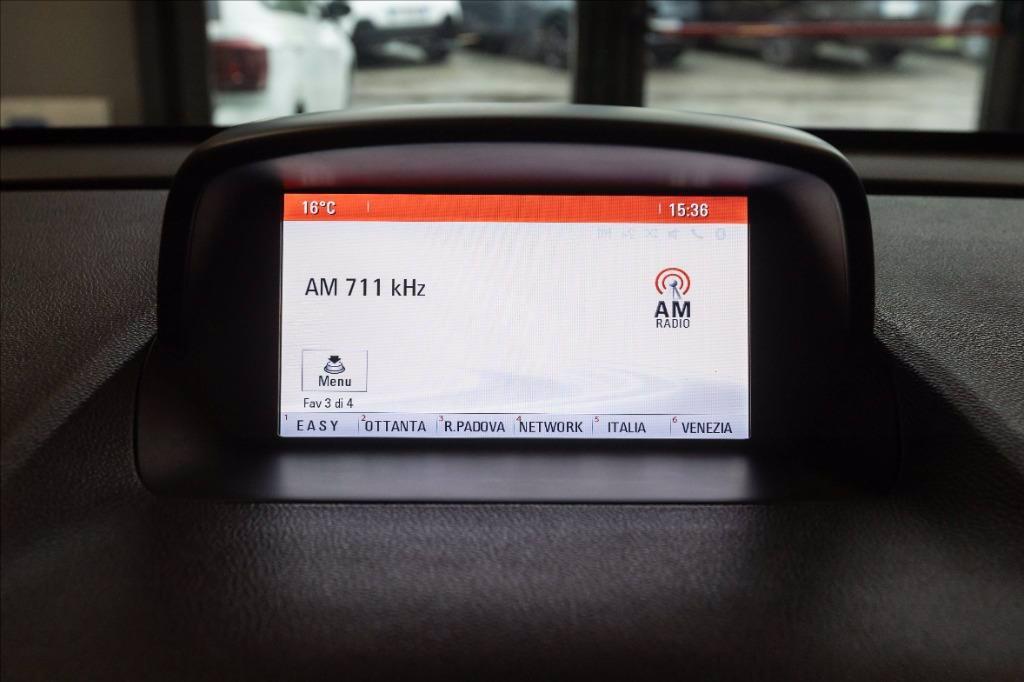 16°C 15:36
AM 711 kHz
AM
RADIO
Menu
Fav 3 di 4
1 EASY 2 OTTANTA 3 R.PADOVA 4 NETWORK 5 ITALIA 6 VENEZIA